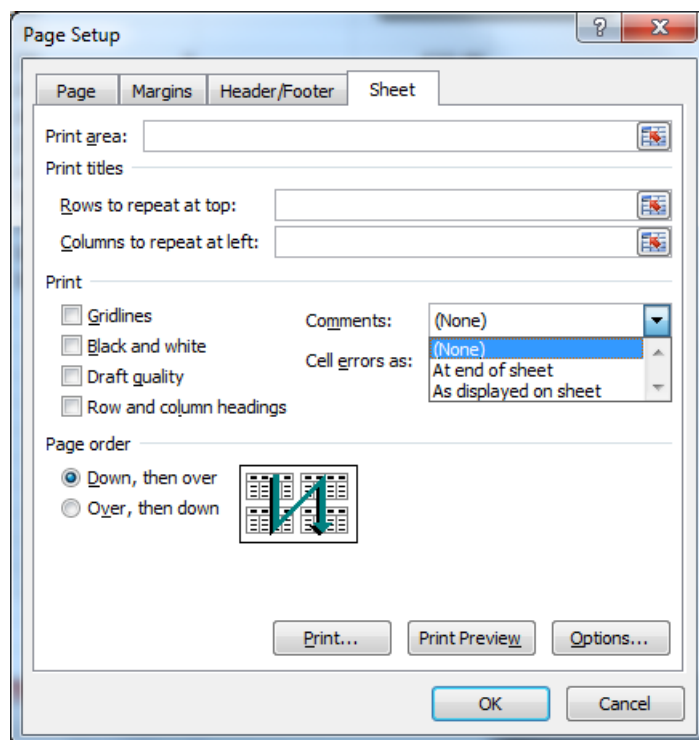 Page Setup
?
Page Margins Header/Footer Sheet
Print area:
Print titles
Rows to repeat at top:
Columns to repeat at left:
Print
Gridlines
Comments: (None)
Black and white
(None)
Cell errors as:
At end of sheet
Draft quality
As displayed on sheet
Row and column headings
Page order
Down, then over
Over, then down
Print... Print Preview Options...
OK Cancel